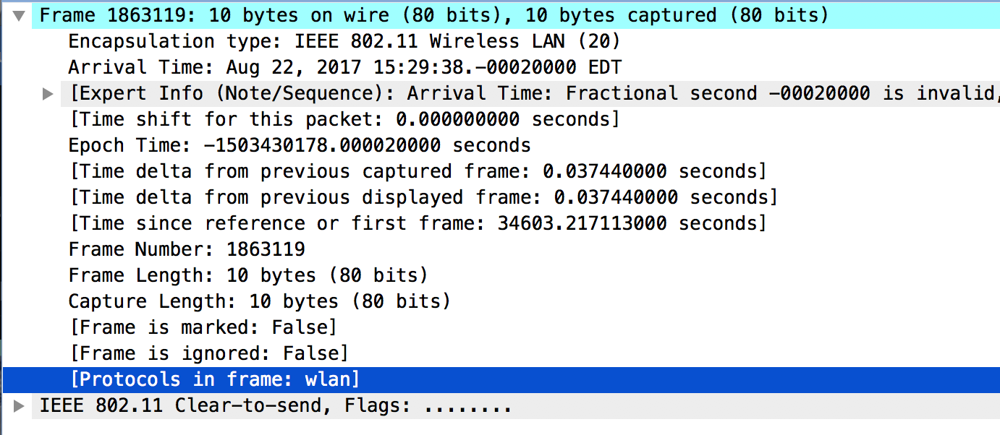 Frame 1863119: 10 bytes on wire (80 bits), 10 bytes captured (80 bits)
Encapsulation type: IEEE 802.11 Wireless LAN (20)
Arrival Time: Aug 22, 2017 15:29:38.-00020000 EDT
[Expert Info (Note/Sequence): Arrival Time: Fractional second -00020000 is invalid,
[Time shift for this packet: 0.000000000 seconds]
Epoch Time: -1503430178.000020000 seconds
[Time delta from previous captured frame: 0.037440000 seconds]
[Time delta from previous displayed frame: 0.037440000 seconds]
[Time since reference or first frame: 34603.217113000 seconds]
Frame Number: 1863119
Frame Length: 10 bytes (80 bits)
Capture Length: 10 bytes (80 bits)
[Frame is marked: False]
[Frame is ignored: False]
[Protocols in frame: wlan]
IEEE 802.11 Clear-to-send, Flags: ........